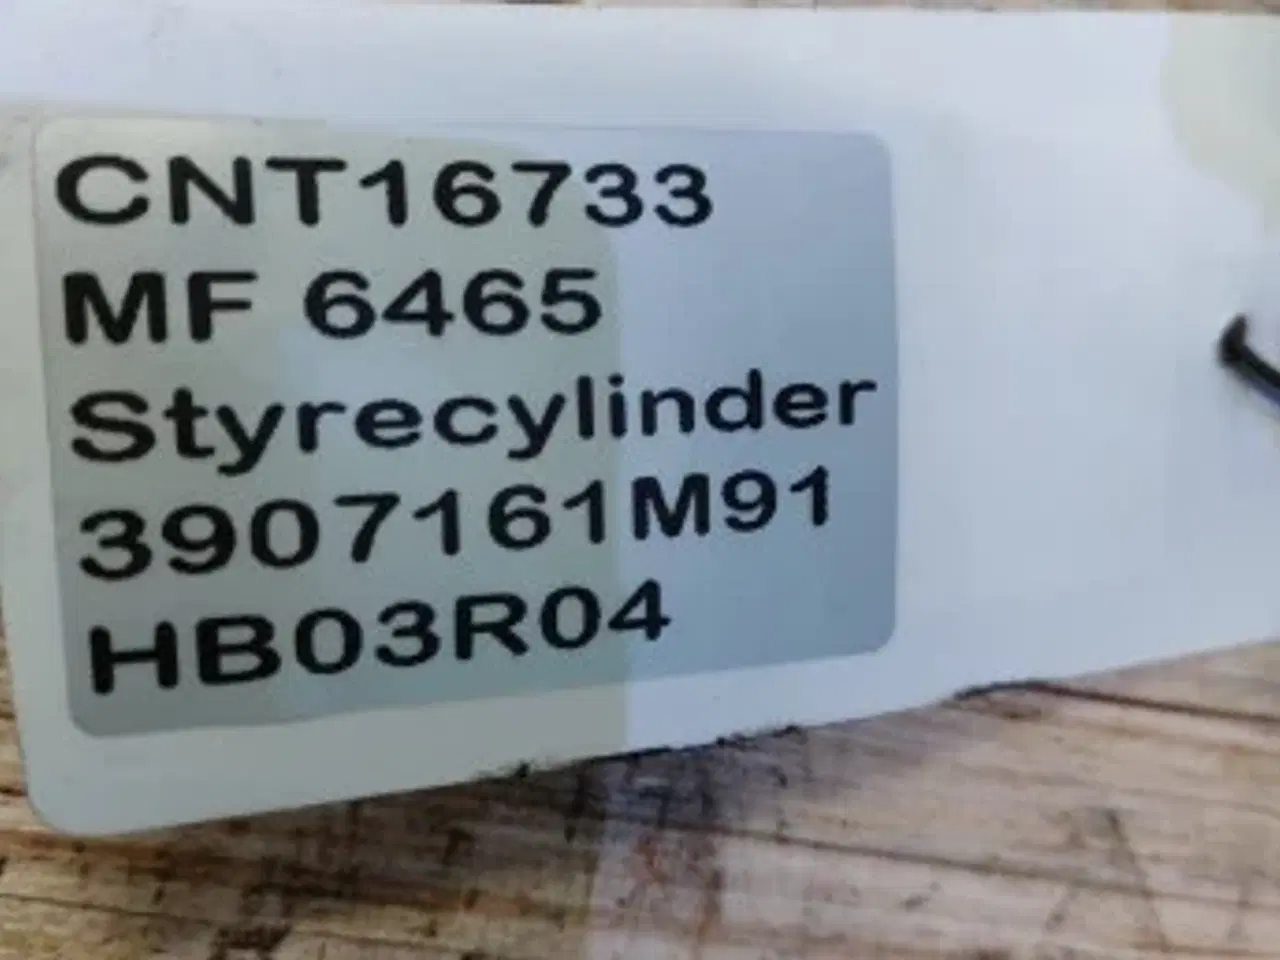 CNT16733
MF 6465
Styrecylinder
3907161M91
HB03R04